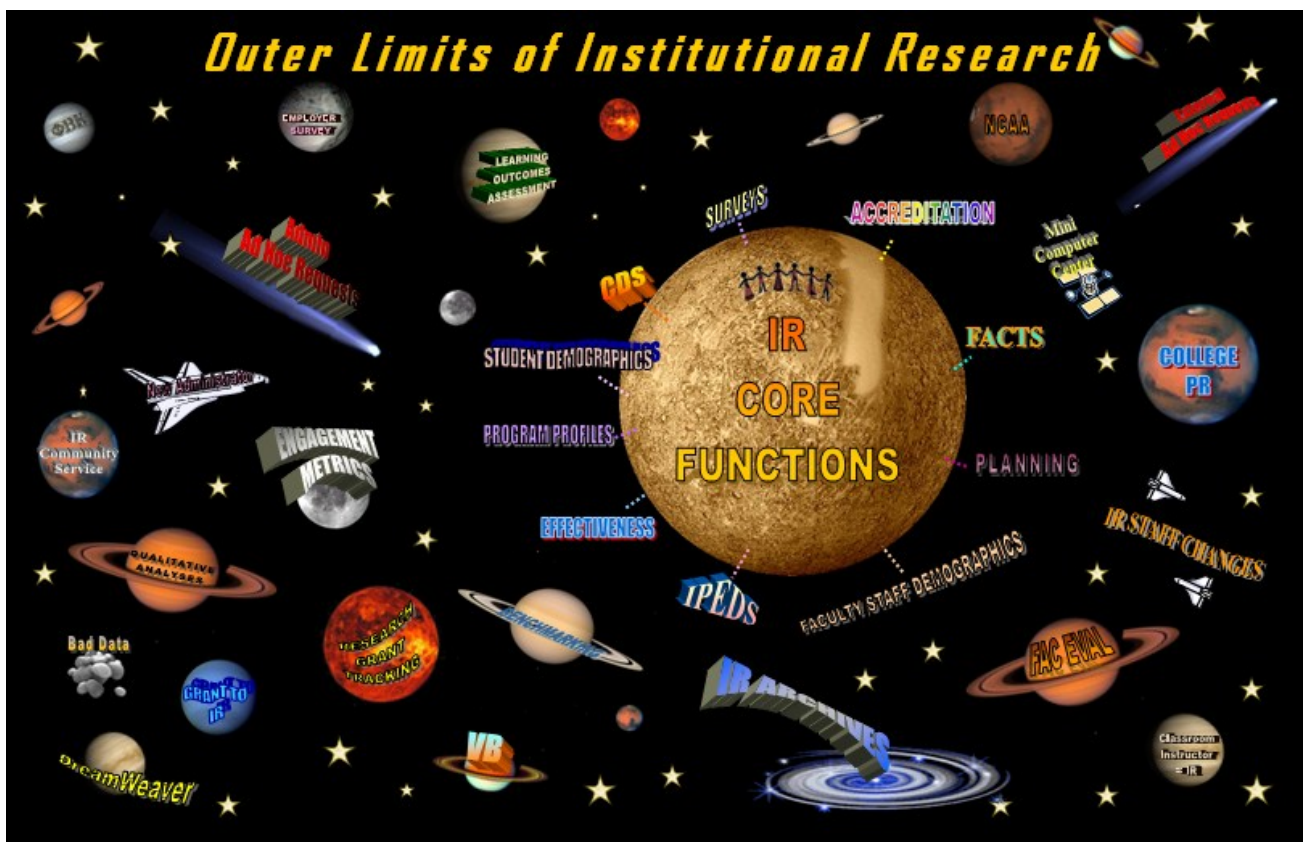 Outer Limits of Institutional Research
ΦBK
EMPLOYER
SURVEY
LEARNING
OUTCOMES
ASSESSMENT
NCAA
External
Ad Hoc Requests
SURVEYS
ACCREDITATION
Admin
Ad Hoc Requests
CDS
Mini
Computer
Center
STUDENT DEMOGRAPHICS
IR
CORE
FUNCTIONS
FACTS
COLLEGE
PR
New Administrator
IR
Community
Service
ENGAGEMENT
METRICS
PROGRAM PROFILES
PLANNING
EFFECTIVENESS
IR STAFF CHANGES
QUALITATIVE
ANALYSES
IPEDS
FACULTY STAFF DEMOGRAPHICS
Bad Data
GRANT TO
IR
RESEARCH
GRANT
TRACKING
BENCHMARKING
FAC EVAL
IR ARCHIVES
DreamWeaver
VB
Classroom
Instructor
= IR